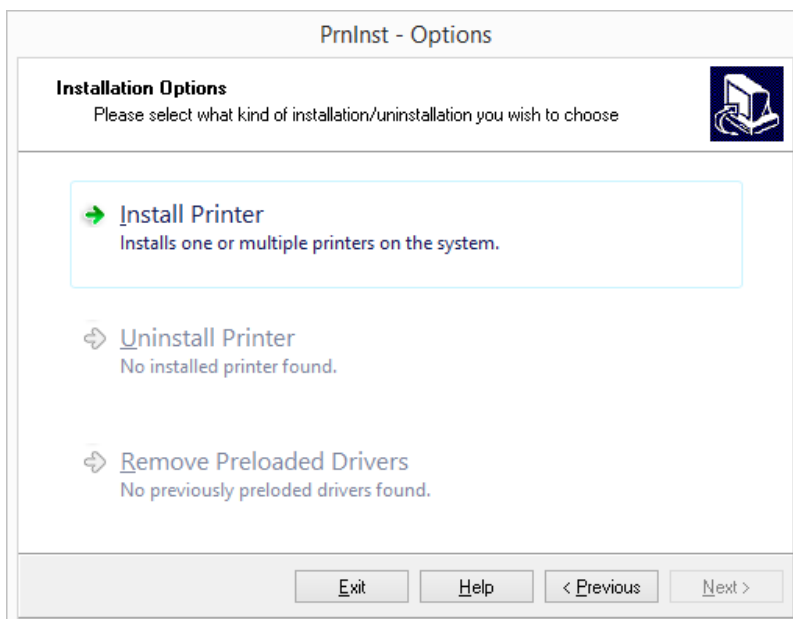 PrnInst - Options
Installation Options
Please select what kind of installation/uninstallation you wish to choose
Install Printer
Installs one or multiple printers on the system.
Uninstall Printer
No installed printer found.
Remove Preloaded Drivers
No previously preloded drivers found.
Exit Help < Previous Next >